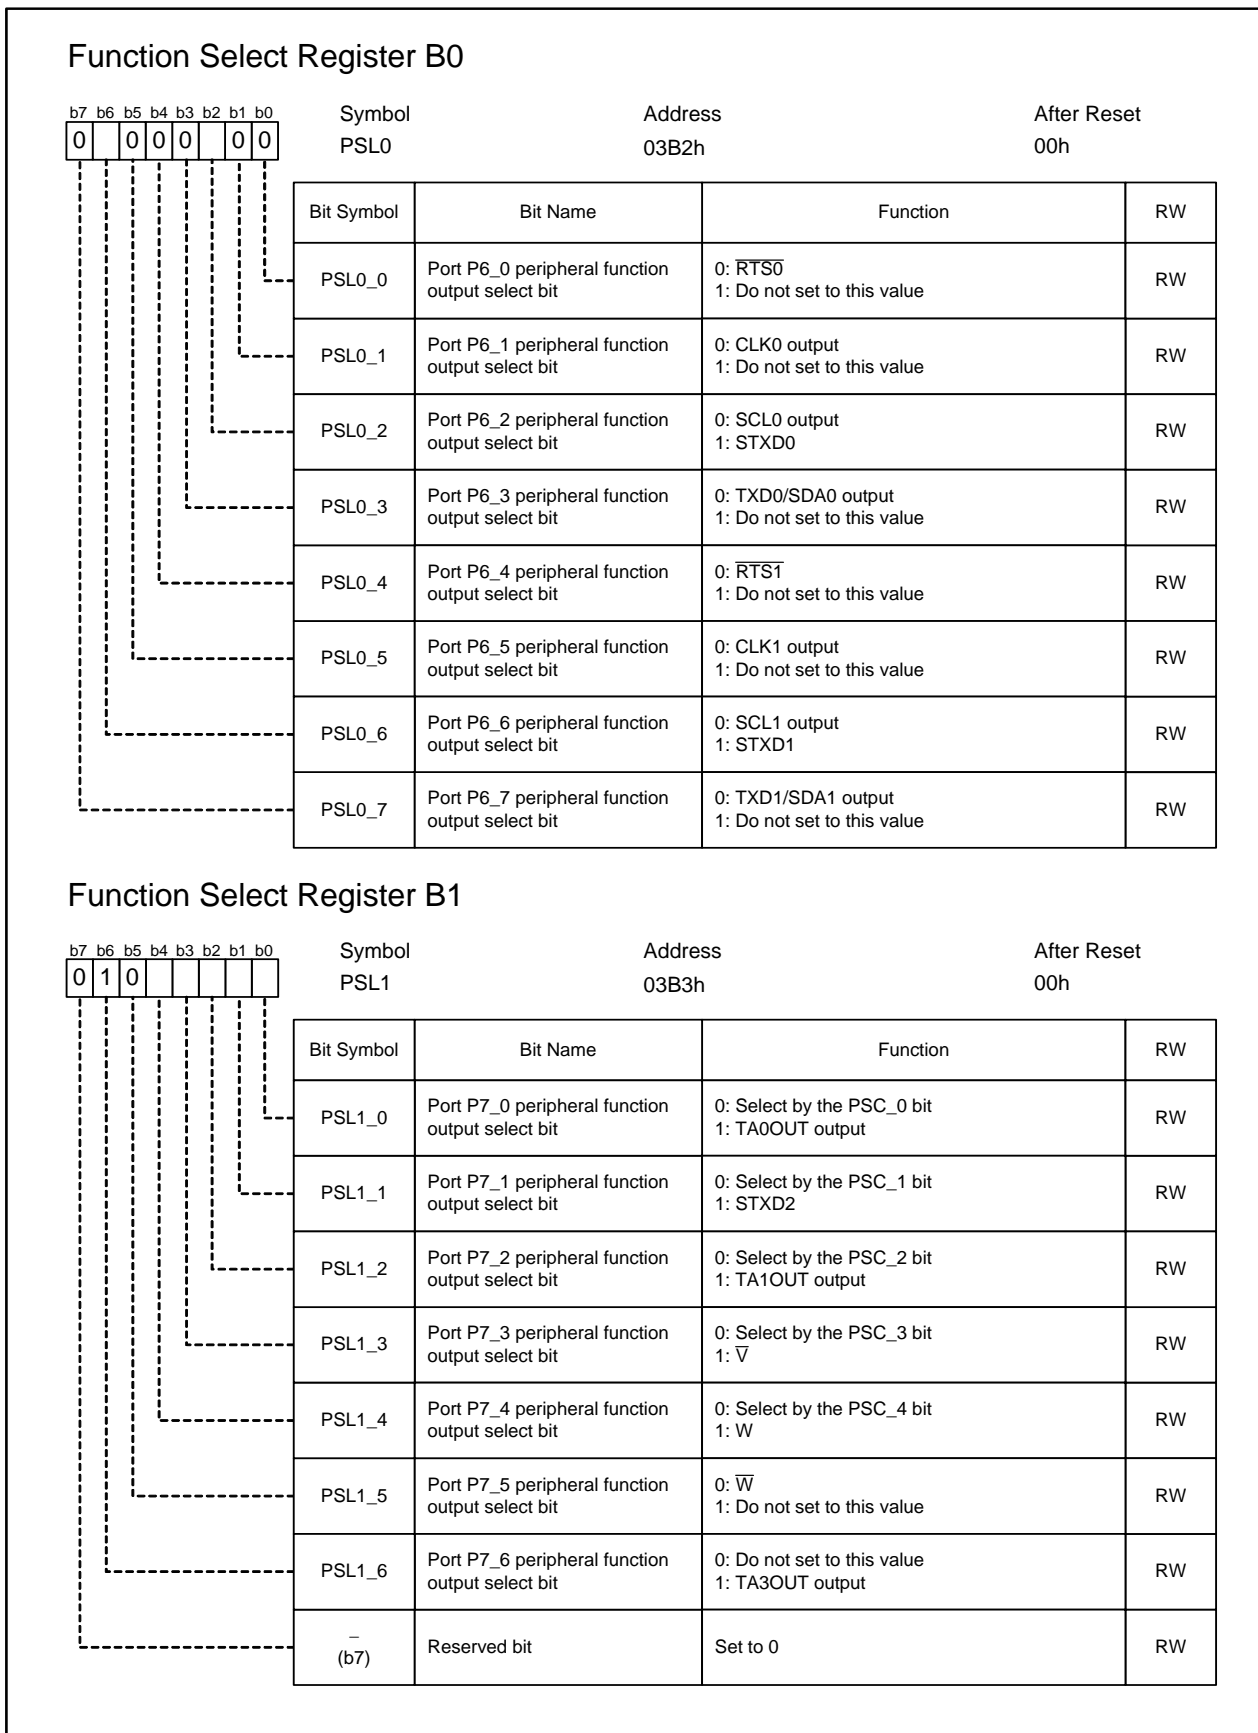 Function Select Register B0
b7 b6 b5 b4 b3 b2 b1 b0
0 0 0 0 0 0
Symbol Address After Reset
PSL0 03B2h 00h
Bit Symbol Bit Name Function RW
PSL0_0 Port P6_0 peripheral function output select bit 0: R̅T̅S̅0̅ RW
1: Do not set to this value
PSL0_1 Port P6_1 peripheral function output select bit 0: CLK0 output RW
1: Do not set to this value
PSL0_2 Port P6_2 peripheral function output select bit 0: SCL0 output RW
1: STXD0
PSL0_3 Port P6_3 peripheral function output select bit 0: TXD0/SDA0 output RW
1: Do not set to this value
PSL0_4 Port P6_4 peripheral function output select bit 0: R̅T̅S̅1̅ RW
1: Do not set to this value
PSL0_5 Port P6_5 peripheral function output select bit 0: CLK1 output RW
1: Do not set to this value
PSL0_6 Port P6_6 peripheral function output select bit 0: SCL1 output RW
1: STXD1
PSL0_7 Port P6_7 peripheral function output select bit 0: TXD1/SDA1 output RW
1: Do not set to this value
Function Select Register B1
b7 b6 b5 b4 b3 b2 b1 b0
0 1 0
Symbol Address After Reset
PSL1 03B3h 00h
Bit Symbol Bit Name Function RW
PSL1_0 Port P7_0 peripheral function output select bit 0: Select by the PSC_0 bit RW
1: TA0OUT output
PSL1_1 Port P7_1 peripheral function output select bit 0: Select by the PSC_1 bit RW
1: STXD2
PSL1_2 Port P7_2 peripheral function output select bit 0: Select by the PSC_2 bit RW
1: TA1OUT output
PSL1_3 Port P7_3 peripheral function output select bit 0: Select by the PSC_3 bit RW
1: V̅
PSL1_4 Port P7_4 peripheral function output select bit 0: Select by the PSC_4 bit RW
1: W
PSL1_5 Port P7_5 peripheral function output select bit 0: W̅ RW
1: Do not set to this value
PSL1_6 Port P7_6 peripheral function output select bit 0: Do not set to this value RW
1: TA3OUT output
_
(b7) Reserved bit Set to 0 RW